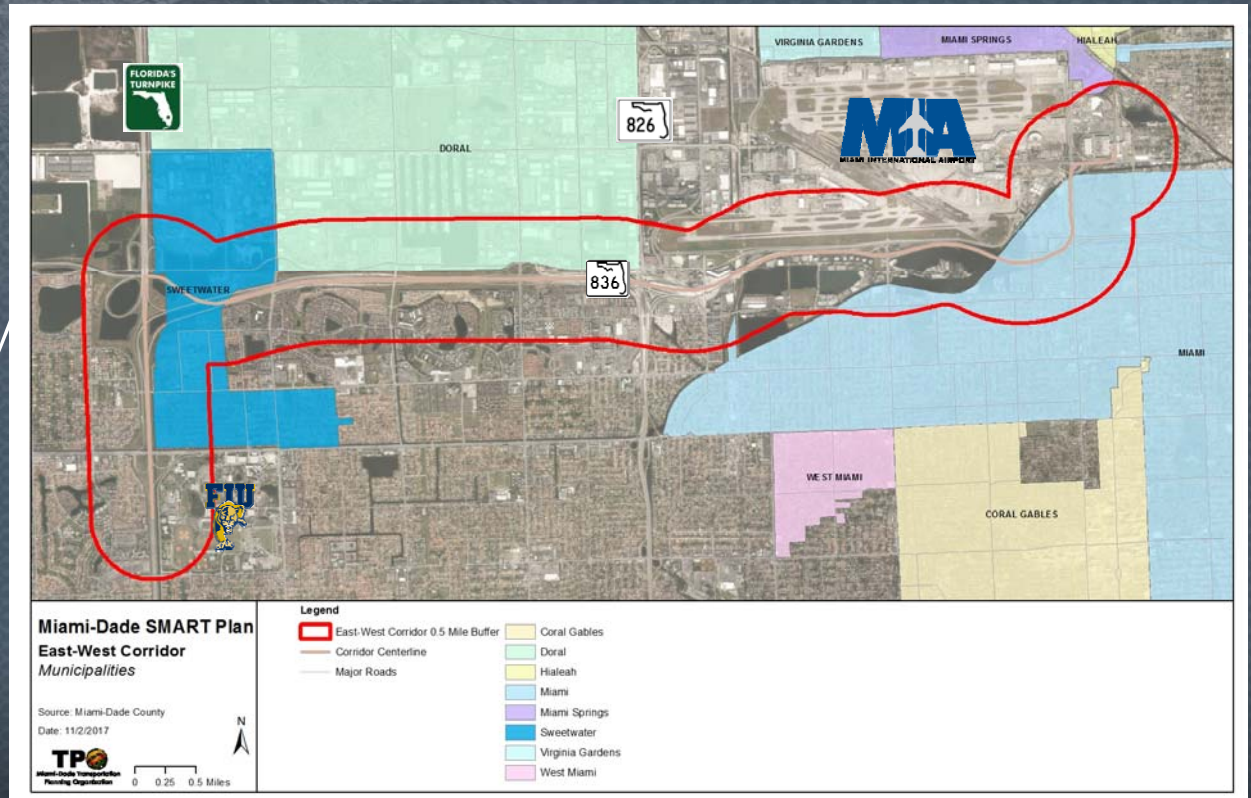 VIRGINIA GARDENS
MIAMI SPRINGS
HIALEAH
FLORIDA'S
TURNPIKE
826
MIA
MIAMI INTERNATIONAL AIRPORT
DORAL
836
SWEETWATER
MIAMI
WEST MIAMI
FIU
CORAL GABLES
Miami-Dade SMART Plan
East-West Corridor
Municipalities
Source: Miami-Dade County
Date: 11/2/2017
N
TPO
Miami-Dade Transportation
Planning Organization
0 0.25 0.5 Miles
Legend
East-West Corridor 0.5 Mile Buffer
Corridor Centerline
Major Roads
Coral Gables
Doral
Hialeah
Miami
Miami Springs
Sweetwater
Virginia Gardens
West Miami